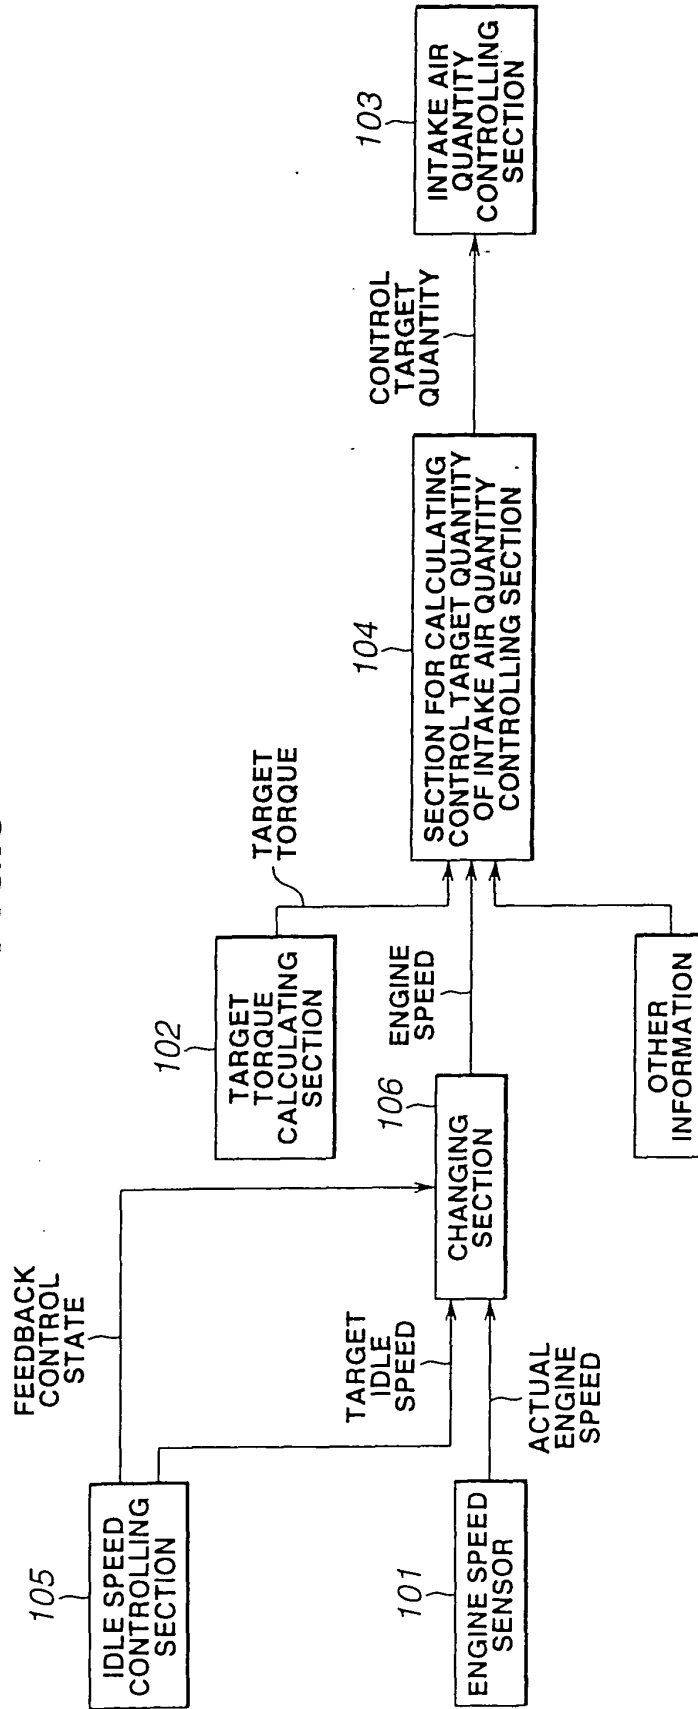 105
IDLE SPEED
CONTROLLING
SECTION
FEEDBACK
CONTROL
STATE
TARGET
IDLE
SPEED
101
ENGINE SPEED
SENSOR
ACTUAL
ENGINE
SPEED
106
CHANGING
SECTION
102
TARGET
TORQUE
CALCULATING
SECTION
TARGET
TORQUE
ENGINE
SPEED
OTHER
INFORMATION
104
SECTION FOR CALCULATING
CONTROL TARGET QUANTITY
OF INTAKE AIR QUANTITY
CONTROLLING SECTION
CONTROL
TARGET
QUANTITY
103
INTAKE AIR
QUANTITY
CONTROLLING
SECTION